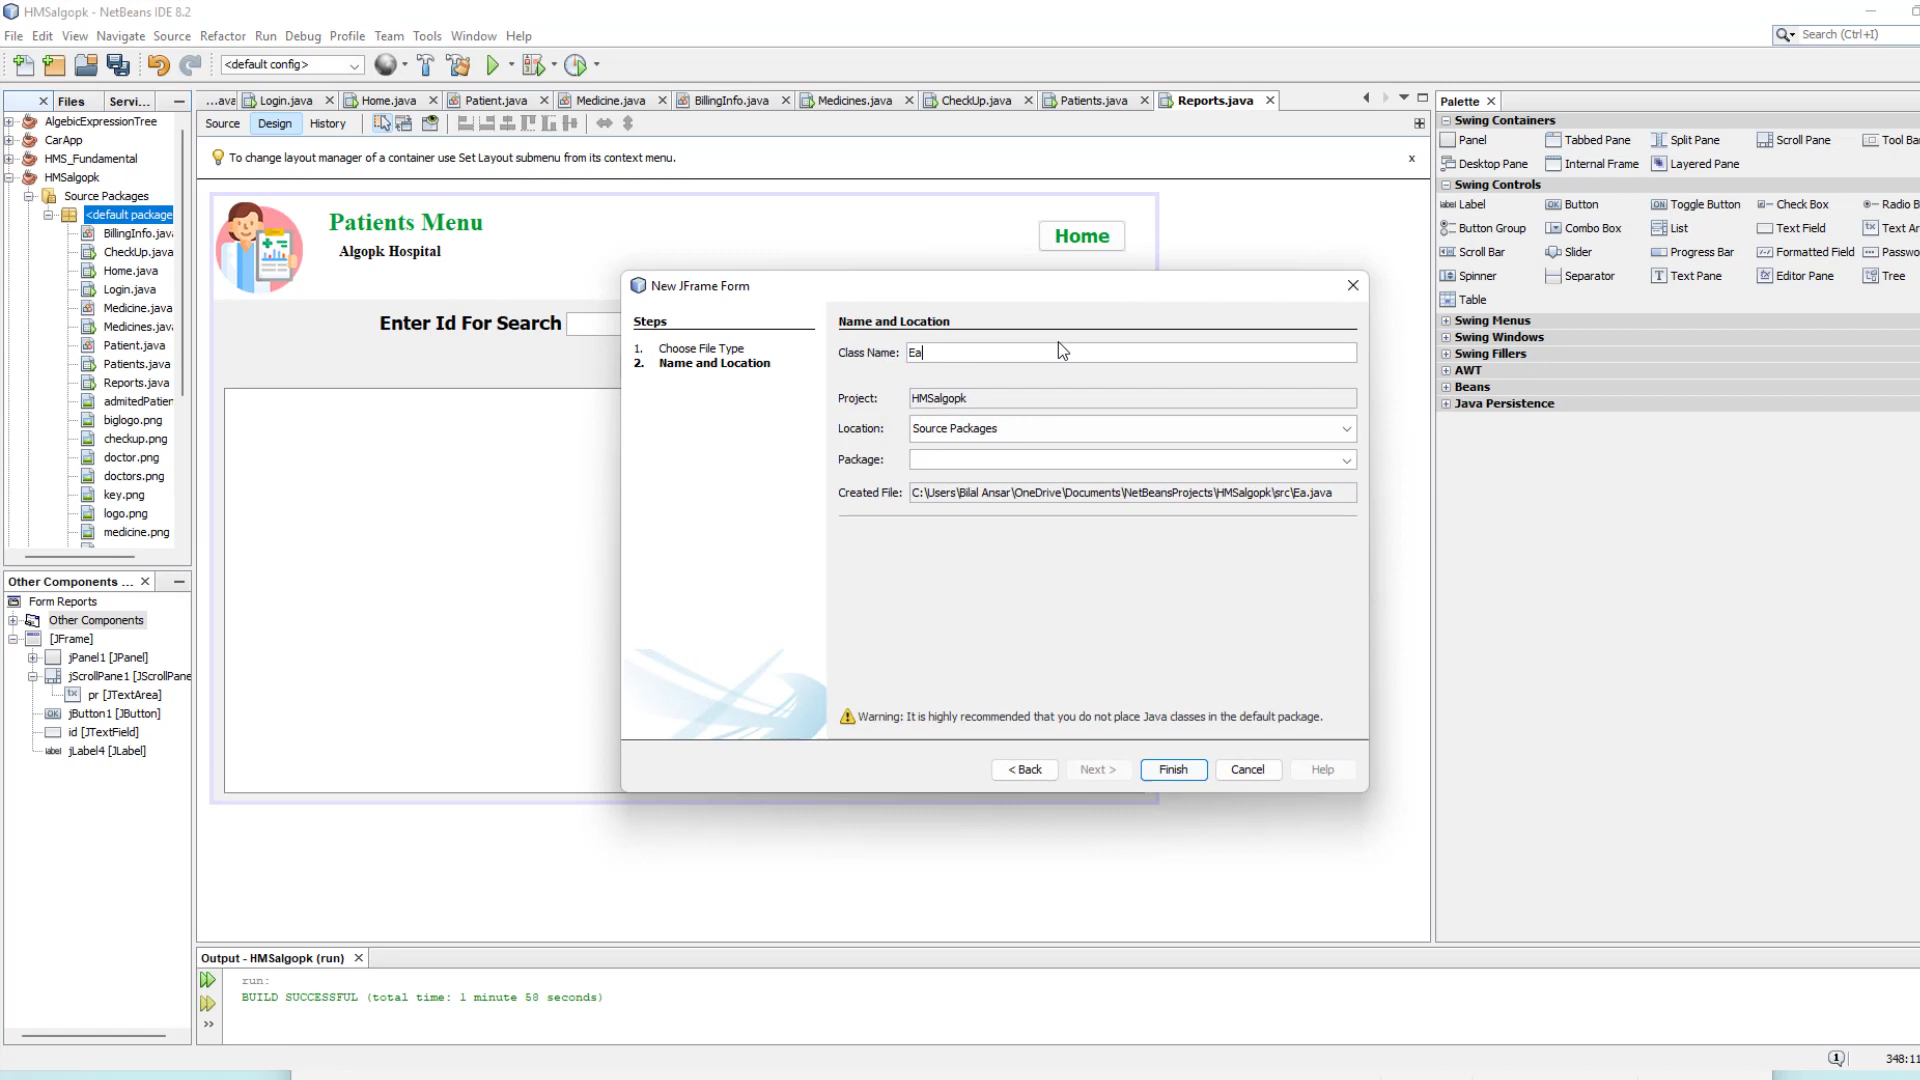 HMSalgopk - NetBeans IDE 8.2
File Edit View Navigate Source Refactor Run Debug Profile Team Tools Window Help
Search (Ctrl+I)
<default config>
Files Servi...
...ava Login.java Home.java Patient.java Medicine.java BillingInfo.java Medicines.java CheckUp.java Patients.java Reports.java
Source Design History
To change layout manager of a container use Set Layout submenu from its context menu.
x
AlgebicExpressionTree
CarApp
HMS_Fundamental
HMSalgopk
Source Packages
<default package
BillingInfo.java
CheckUp.java
Home.java
Login.java
Medicine.java
Medicines.java
Patient.java
Patients.java
Reports.java
admitedPatien
biglogo.png
checkup.png
doctor.png
doctors.png
key.png
logo.png
medicine.png
Other Components ...
Form Reports
Other Components
[JFrame]
jPanel1 [JPanel]
jScrollPane1 [JScrollPane
pr [JTextArea]
jButton1 [JButton]
id [JTextField]
jLabel4 [JLabel]
Patients Menu
Algopk Hospital
Home
Enter Id For Search
New JFrame Form
Steps
1. Choose File Type
2. Name and Location
Name and Location
Class Name: Ea
Project: HMSalgopk
Location: Source Packages
Package:
Created File: C:\Users\Bilal Ansar\OneDrive\Documents\NetBeansProjects\HMSalgopk\src\Ea.java
Warning: It is highly recommended that you do not place Java classes in the default package.
< Back Next > Finish Cancel Help
Palette
Swing Containers
Panel Tabbed Pane Split Pane Scroll Pane Tool Ba
Desktop Pane Internal Frame Layered Pane
Swing Controls
label Label OK Button ON Toggle Button Check Box Radio B
Button Group Combo Box List Text Field Text Ar
Scroll Bar Slider Progress Bar Formatted Field Passwo
Spinner Separator Text Pane Editor Pane Tree
Table
Swing Menus
Swing Windows
Swing Fillers
AWT
Beans
Java Persistence
Output - HMSalgopk (run)
run:
BUILD SUCCESSFUL (total time: 1 minute 58 seconds)
348:11